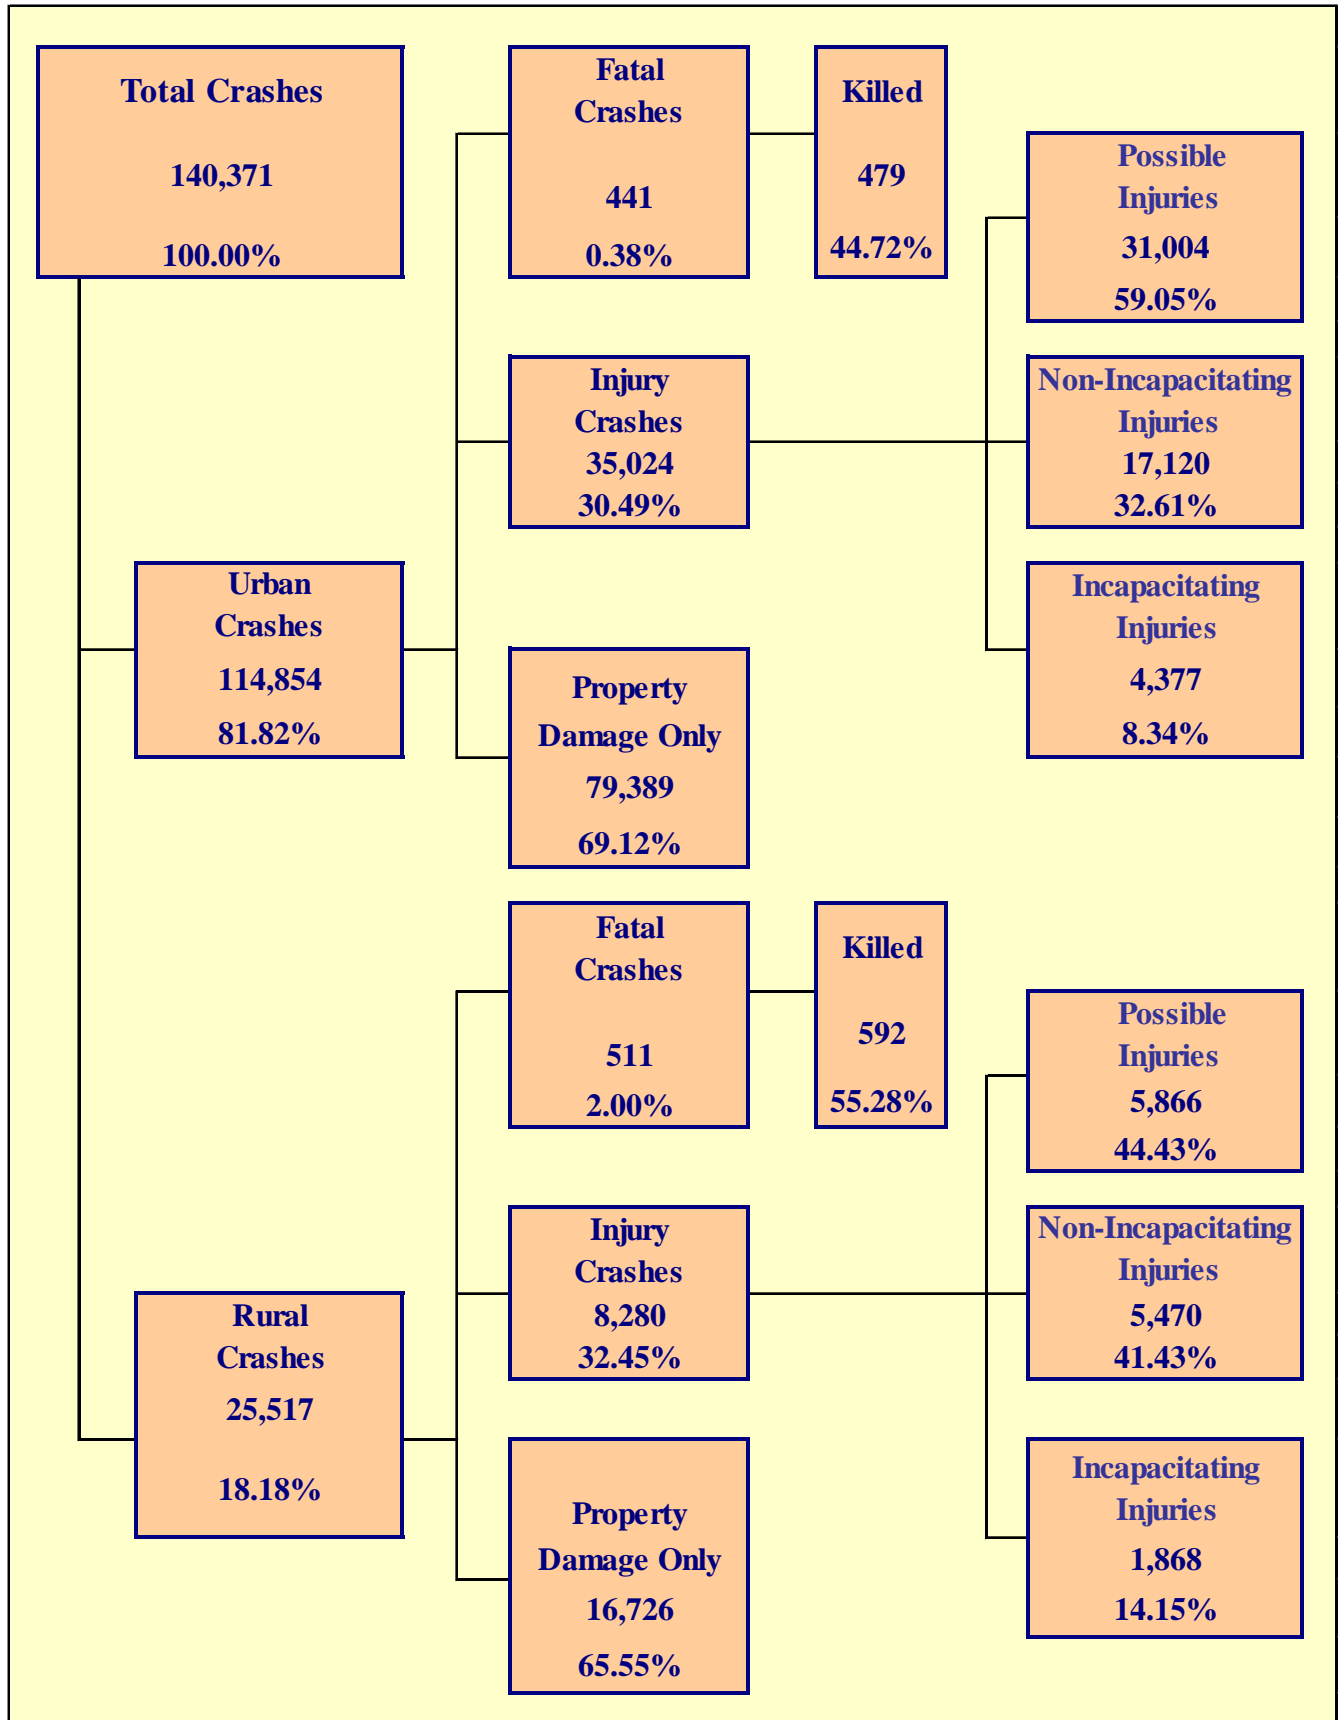 Total Crashes
140,371
100.00%
Fatal
Crashes
441
0.38%
Killed
479
44.72%
Possible
Injuries
31,004
59.05%
Injury
Crashes
35,024
30.49%
Non-Incapacitating
Injuries
17,120
32.61%
Urban
Crashes
114,854
81.82%
Incapacitating
Injuries
4,377
8.34%
Property
Damage Only
79,389
69.12%
Fatal
Crashes
511
2.00%
Killed
592
55.28%
Possible
Injuries
5,866
44.43%
Injury
Crashes
8,280
32.45%
Non-Incapacitating
Injuries
5,470
41.43%
Rural
Crashes
25,517
18.18%
Incapacitating
Injuries
1,868
14.15%
Property
Damage Only
16,726
65.55%